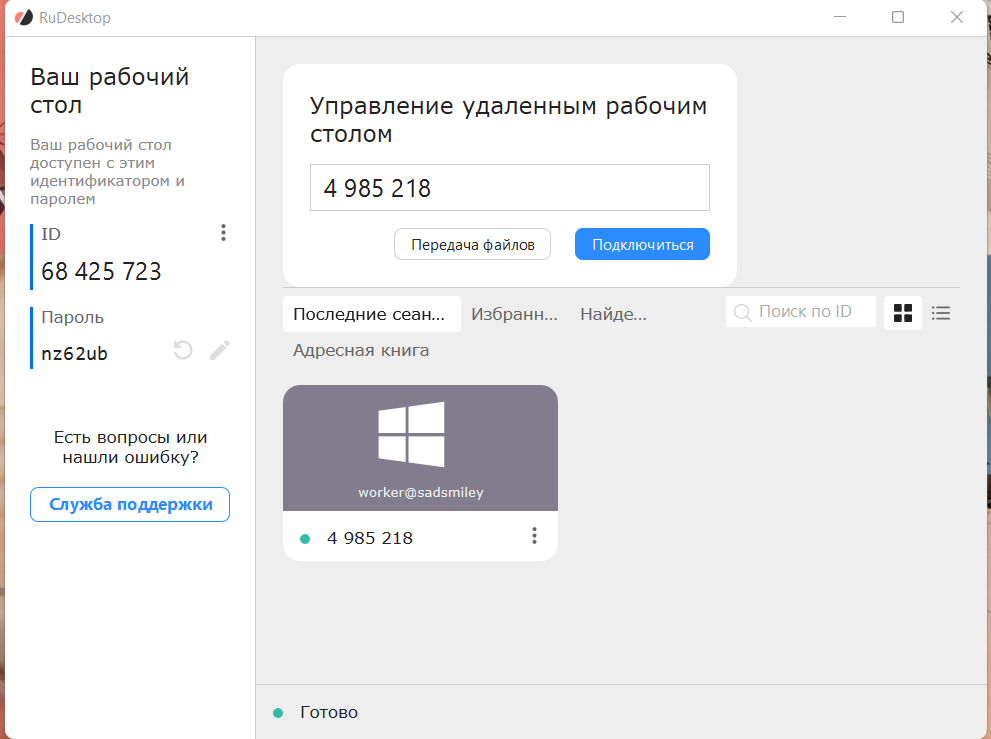 RuDesktop
Ваш рабочий
стол
Ваш рабочий стол
доступен с этим
идентификатором и
паролем
ID
68 425 723
Пароль
nz62ub
Есть вопросы или
нашли ошибку?
Служба поддержки
Управление удаленным рабочим
столом
4 985 218
Передача файлов
Подключиться
Последние сеан...
Избранн...
Найде...
Поиск по ID
Адресная книга
worker@sadsmiley
4 985 218
Готово